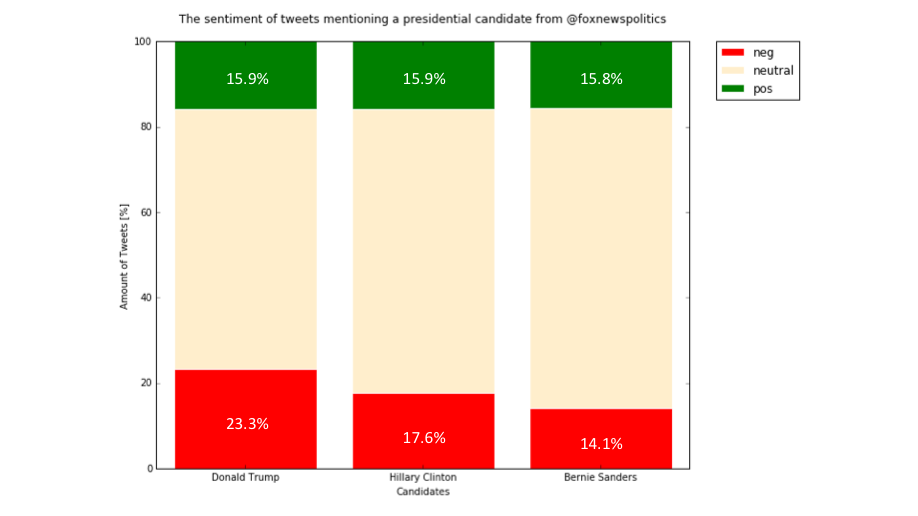 The sentiment of tweets mentioning a presidential candidate from @foxnewspolitics
neg
neutral
pos
100
80
60
40
20
0
Amount of Tweets [%]
15.9%
15.9%
15.8%
23.3%
17.6%
14.1%
Donald Trump
Hillary Clinton
Bernie Sanders
Candidates